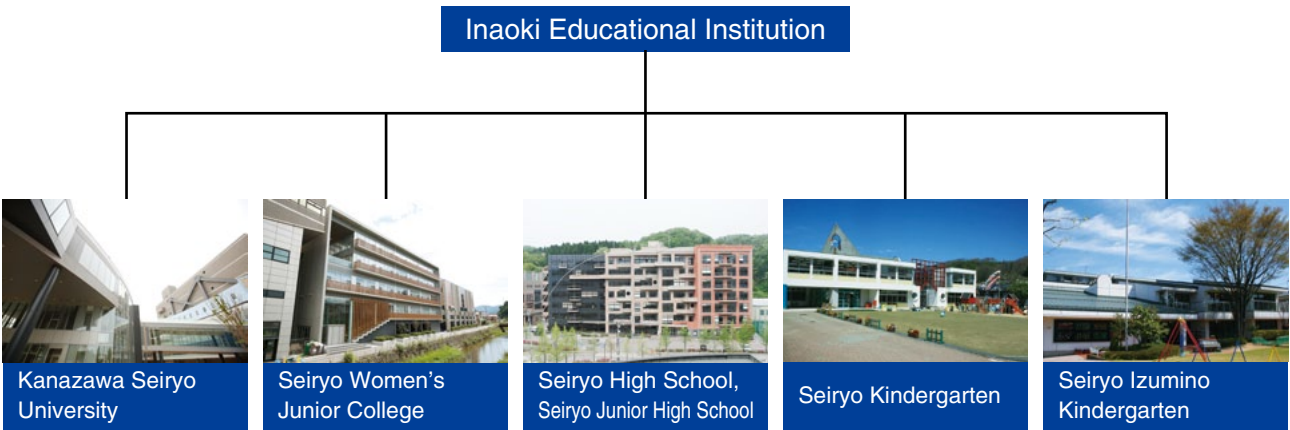 Inaoki Educational Institution
Kanazawa Seiryo
University
Seiryo Women's
Junior College
Seiryo High School,
Seiryo Junior High School
Seiryo Kindergarten
Seiryo Izumino
Kindergarten